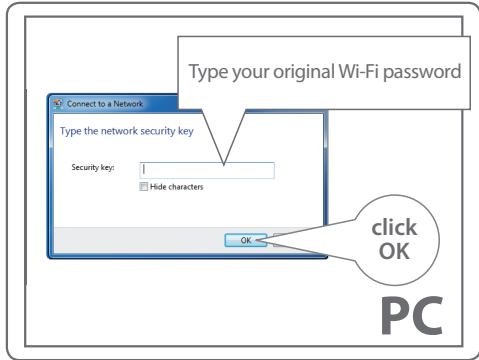 Type your original Wi-Fi password
Connect to a Network
Type the network security key
Security key:
Hide characters
OK
click
OK
PC